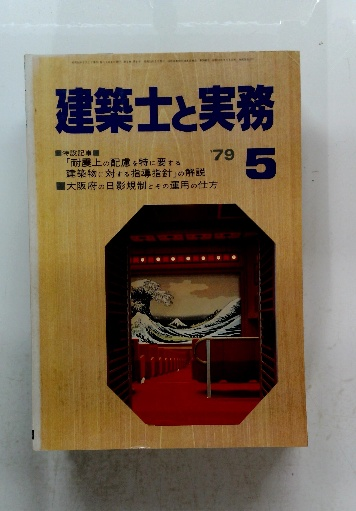 建築士と実務
'79 5
■特設記事■
「耐震上の配慮を特に要する
建築物に対する指導指針」の解説
■大阪府の日影規制とその運用の仕方